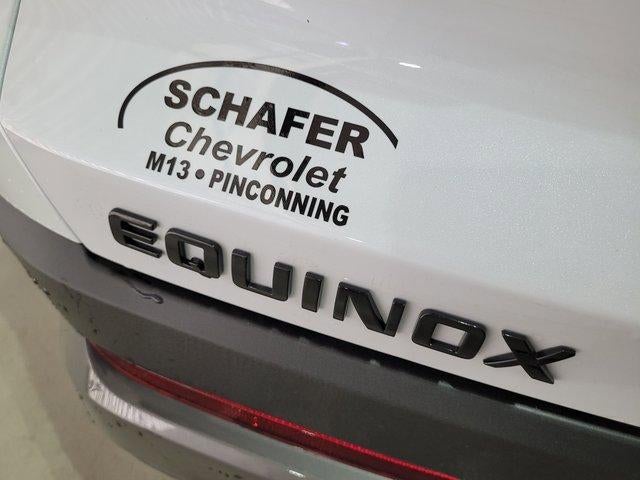 SCHAFER
Chevrolet
M13 • PINCONNING
EQUINOX